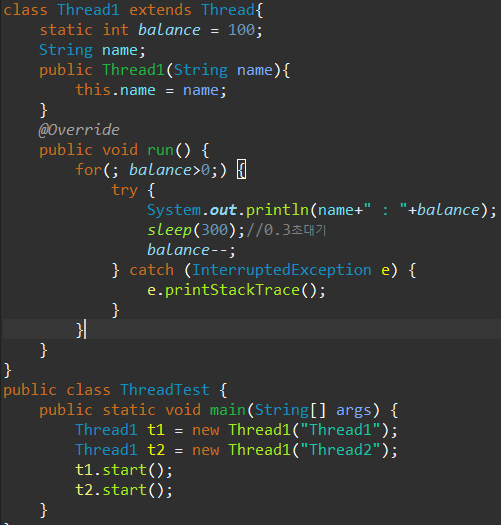 class Thread1 extends Thread{
    static int balance = 100;
    String name;
    public Thread1(String name){
        this.name = name;
    }
    @Override
    public void run() {
        for(; balance>0;) {
            try {
                System.out.println(name+" : "+balance);
                sleep(300);//0.3초대기
                balance--;
            } catch (InterruptedException e) {
                e.printStackTrace();
            }
        }
    }
}
public class ThreadTest {
    public static void main(String[] args) {
        Thread1 t1 = new Thread1("Thread1");
        Thread1 t2 = new Thread1("Thread2");
        t1.start();
        t2.start();
    }
}